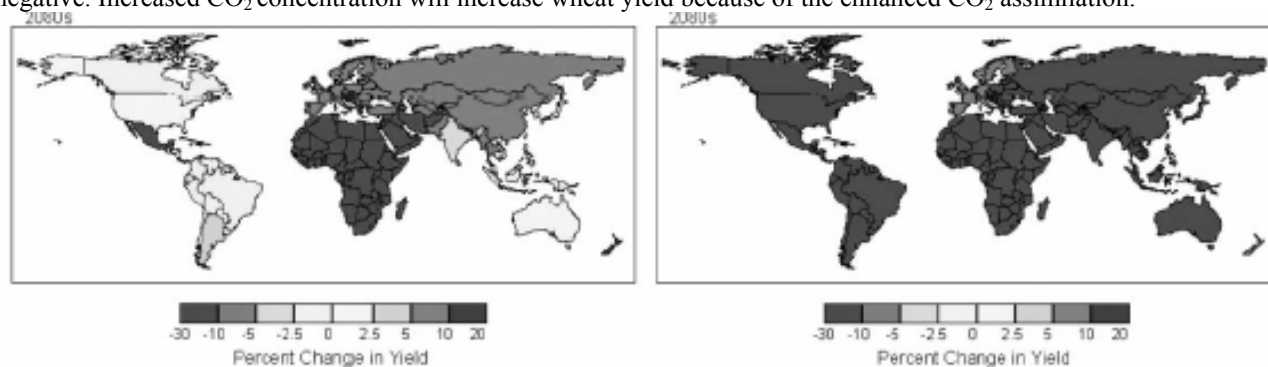 negative. Increased CO₂ concentration will increase wheat yield because of the enhanced CO₂ assimilation.
2080s 2080s
-30 -10 -5 -2.5 0 2.5 5 10 20 -30 -10 -5 -2.5 0 2.5 5 10 20
Percent Change in Yield Percent Change in Yield